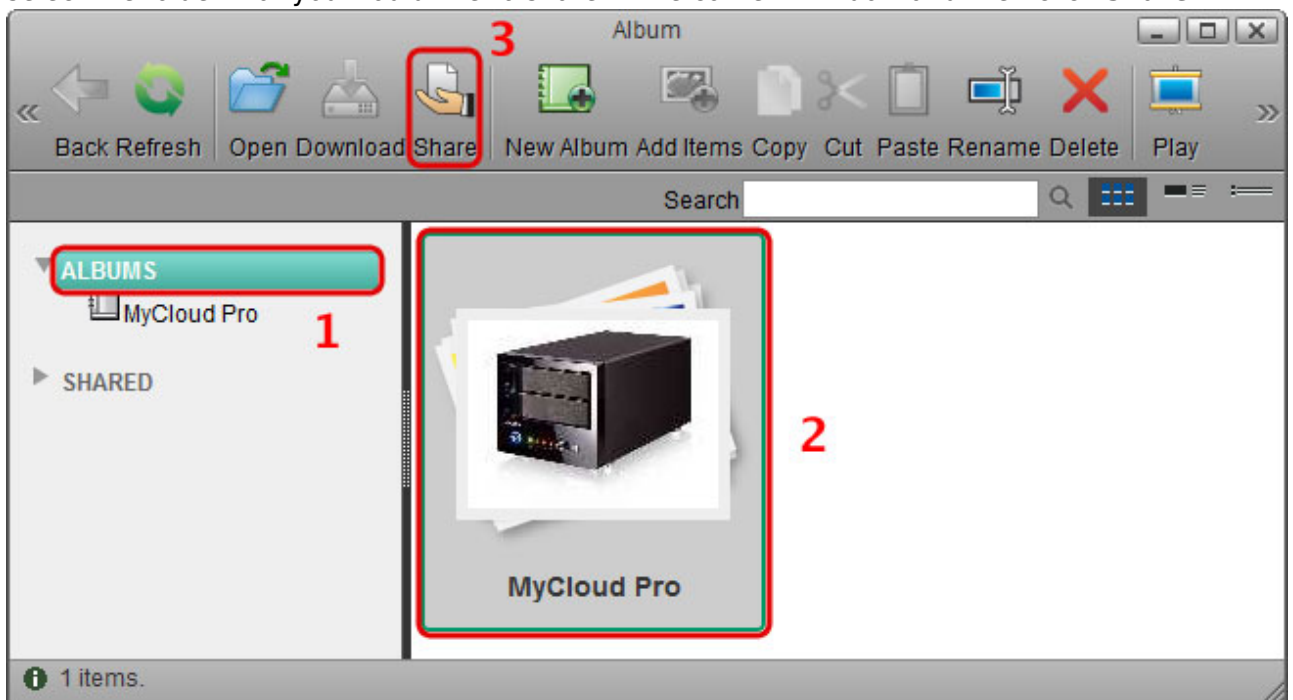 Album
3
Back Refresh Open Download Share New Album Add Items Copy Cut Paste Rename Delete Play
Search
ALBUMS
MyCloud Pro
1
SHARED
2
MyCloud Pro
1 items.